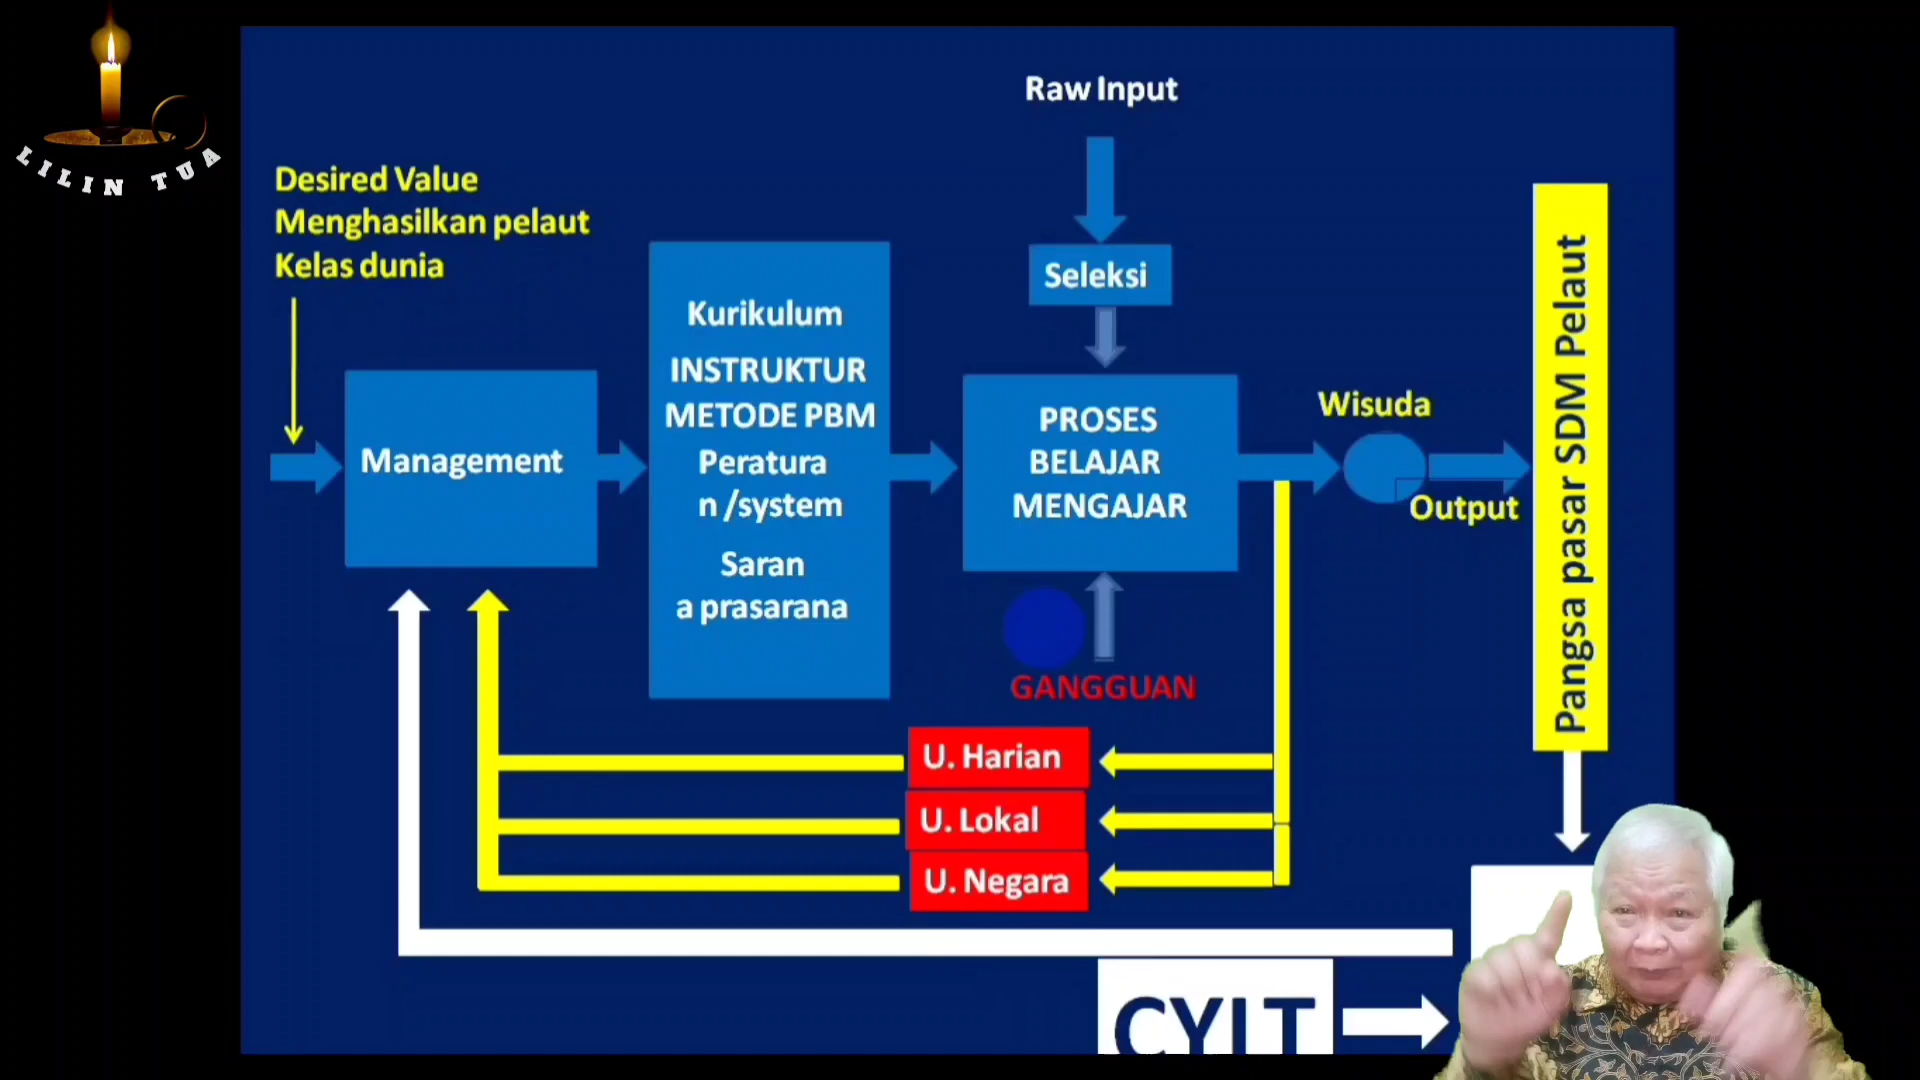 LILIN TUA
Raw Input
Desired Value
Menghasilkan pelaut
Kelas dunia
Seleksi
Kurikulum
INSTRUKTUR
METODE PBM
Peratura
n /system
Saran
a prasarana
Management
PROSES
BELAJAR
MENGAJAR
Wisuda
Output
Pangsa pasar SDM Pelaut
GANGGUAN
U. Harian
U. Lokal
U. Negara